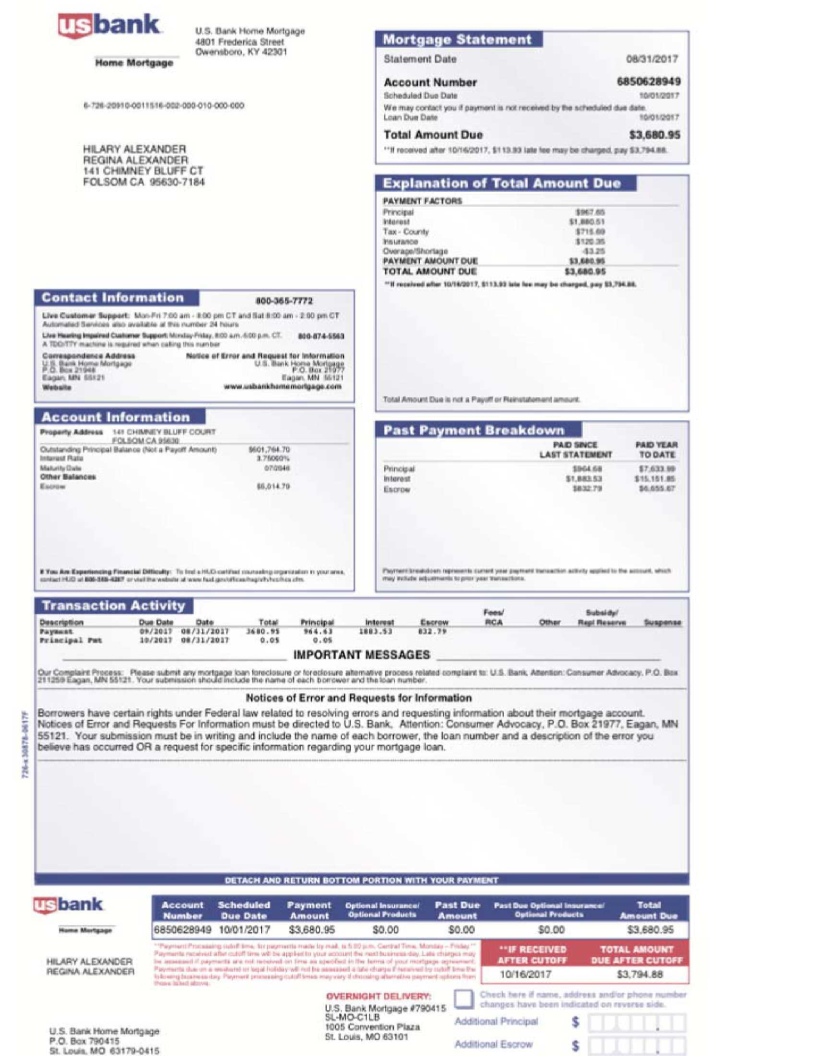 usbank
Home Mortgage
U.S. Bank Home Mortgage
4801 Frederica Street
Owensboro, KY 42301
6-726-20910-0011516-002-000-010-000-000
HILARY ALEXANDER
REGINA ALEXANDER
141 CHIMNEY BLUFF CT
FOLSOM CA 95630-7184
Mortgage Statement
Statement Date 08/31/2017
Account Number 6850628949
Scheduled Due Date 10/01/2017
We may contact you if payment is not received by the scheduled due date.
Loan Due Date 10/01/2017
Total Amount Due $3,680.95
**If received after 10/16/2017, $113.93 late fee may be charged, pay $3,794.88.
Explanation of Total Amount Due
PAYMENT FACTORS
Principal $967.65
Interest $1,880.51
Tax - County $715.69
Insurance $120.35
Overage/Shortage -$3.25
PAYMENT AMOUNT DUE $3,680.95
TOTAL AMOUNT DUE $3,680.95
**If received after 10/16/2017, $113.93 late fee may be charged, pay $3,794.88.
Total Amount Due is not a Payoff or Reinstatement amount.
Contact Information 800-365-7772
Live Customer Support: Mon-Fri 7:00 am - 8:00 pm CT and Sat 8:00 am - 2:00 pm CT
Automated Services also available at this number 24 hours
Live Hearing Impaired Customer Support: Monday-Friday, 8:00 a.m.-5:00 p.m. CT. 800-874-5563
A TDD/TTY machine is required when calling this number
Correspondence Address Notice of Error and Request for Information
U.S. Bank Home Mortgage U.S. Bank Home Mortgage
P.O. Box 21948 P.O. Box 21977
Eagan, MN 55121 Eagan, MN 55121
Website www.usbankhomemortgage.com
Account Information
Property Address 141 CHIMNEY BLUFF COURT
FOLSOM CA 95630
Outstanding Principal Balance (Not a Payoff Amount) $601,764.70
Interest Rate 3.75000%
Maturity Date 07/2046
Other Balances
Escrow $6,014.79
If You Are Experiencing Financial Difficulty: To find a HUD-certified counseling organization in your area,
contact HUD at 800-569-4287 or visit the website at
Past Payment Breakdown
PAID SINCE LAST STATEMENT PAID YEAR TO DATE
Principal $964.68 $7,633.99
Interest $1,883.53 $15,151.85
Escrow $832.79 $6,655.67
Payment breakdown represents current year payment transaction activity applied to the account, which
may include adjustments to prior year transactions.
Transaction Activity
Description Due Date Date Total Principal Interest Escrow Fees/ RCA Other Subsidy/ Repl Reserve Suspense
Payment 09/2017 08/31/2017 3680.95 964.63 1883.53 832.79
Principal Pmt 10/2017 08/31/2017 0.05 0.05
IMPORTANT MESSAGES
Our Complaint Process: Please submit any mortgage loan foreclosure or foreclosure alternative process related complaint to: U.S. Bank, Attention: Consumer Advocacy, P.O. Box
211259 Eagan, MN 55121. Your submission should include the name of each borrower and the loan number.
Notices of Error and Requests for Information
Borrowers have certain rights under Federal law related to resolving errors and requesting information about their mortgage account.
Notices of Error and Requests For Information must be directed to U.S. Bank, Attention: Consumer Advocacy, P.O. Box 21977, Eagan, MN
55121. Your submission must be in writing and include the name of each borrower, the loan number and a description of the error you
believe has occurred OR a request for specific information regarding your mortgage loan.
726-s 30878-0617F
DETACH AND RETURN BOTTOM PORTION WITH YOUR PAYMENT
usbank
Home Mortgage
HILARY ALEXANDER
REGINA ALEXANDER
Account Number Scheduled Due Date Payment Amount Optional Insurance/ Optional Products Past Due Amount Past Due Optional Insurance/ Optional Products Total Amount Due
6850628949 10/01/2017 $3,680.95 $0.00 $0.00 $0.00 $3,680.95
**Payment Processing cutoff time, for payments made by mail, is 5:00 p.m. Central Time, Monday - Friday.**
Payments received after cutoff time will be applied to your account the next business day. Late charges may
be assessed if payments are not received on time as specified in the terms of your mortgage agreement.
Payments due on a weekend or legal holiday will not be assessed a late charge if received by cutoff time the
following business day. Payment processing cutoff times may vary if choosing alternative payment options from
those listed above.
**IF RECEIVED AFTER CUTOFF TOTAL AMOUNT DUE AFTER CUTOFF
10/16/2017 $3,794.88
OVERNIGHT DELIVERY:
U.S. Bank Mortgage #790415
SL-MO-C1LB
1005 Convention Plaza
St. Louis, MO 63101
Check here if name, address and/or phone number
changes have been indicated on reverse side.
Additional Principal $
Additional Escrow $
U.S. Bank Home Mortgage
P.O. Box 790415
St. Louis, MO 63179-0415